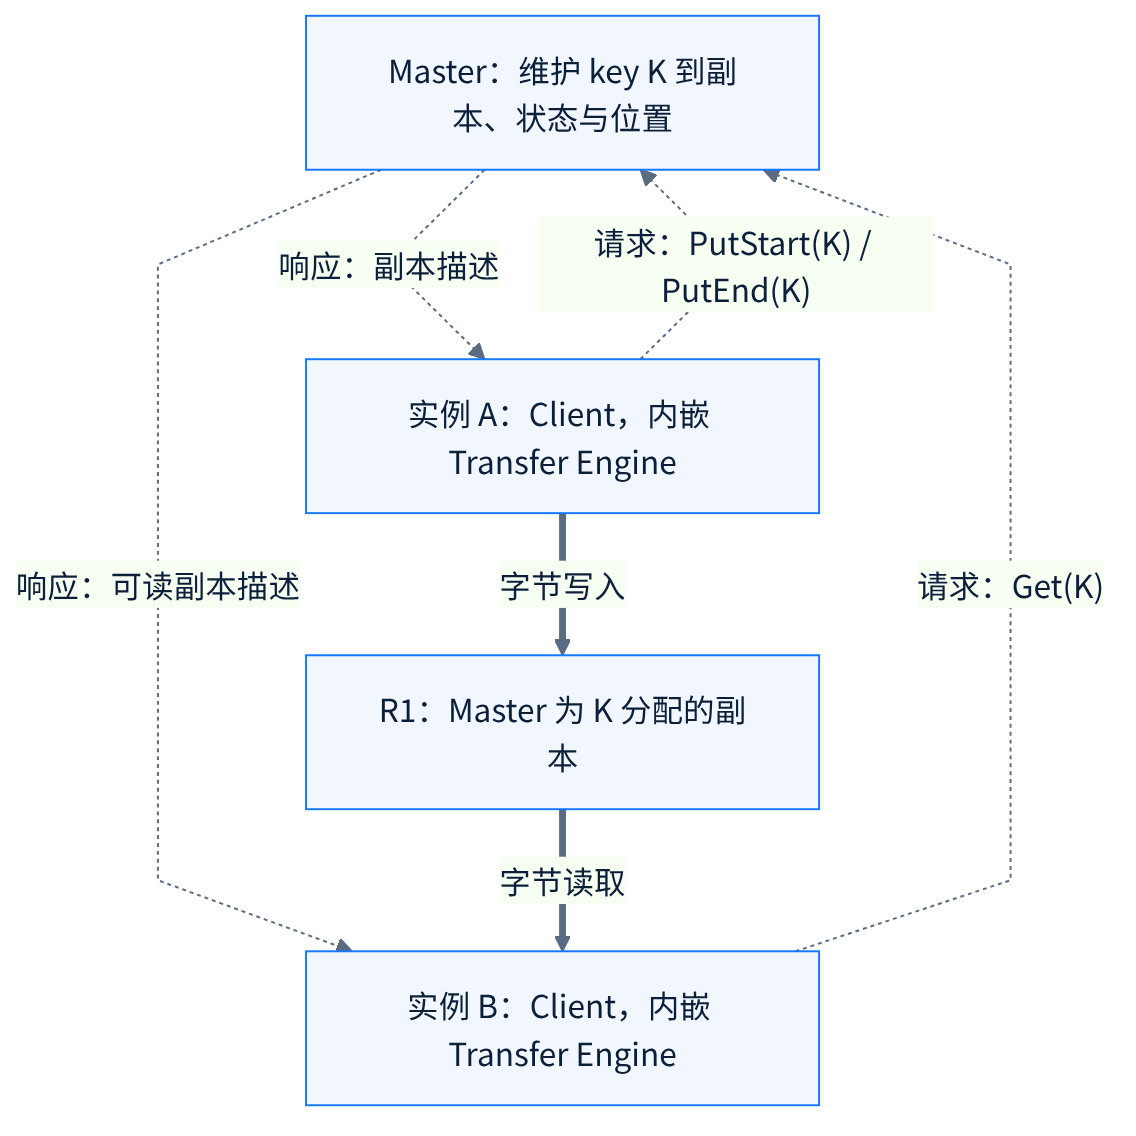 Master：维护 key K 到副
本、状态与位置
响应：副本描述
请求：PutStart(K) /
PutEnd(K)
实例 A：Client，内嵌
Transfer Engine
响应：可读副本描述
字节写入
请求：Get(K)
R1：Master 为 K 分配的副
本
字节读取
实例 B：Client，内嵌
Transfer Engine